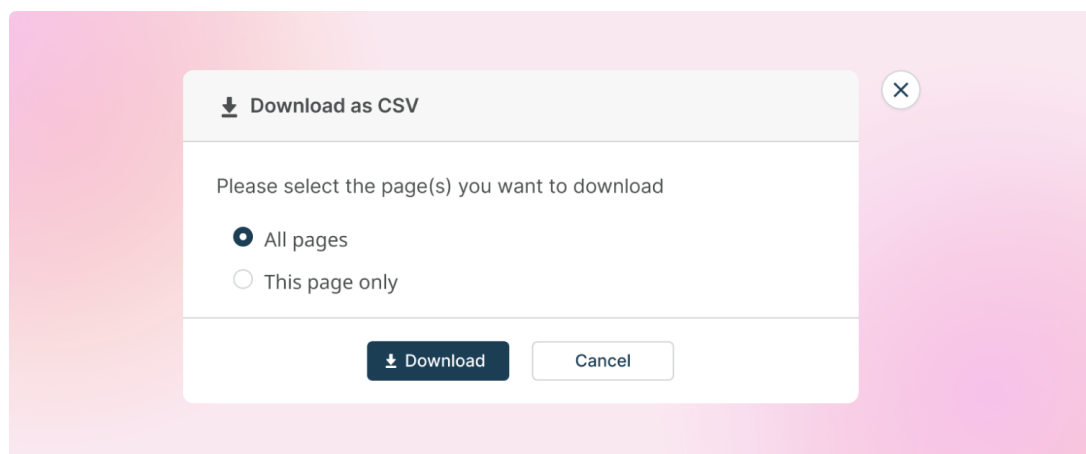 Download as CSV
Please select the page(s) you want to download
All pages
This page only
Download
Cancel